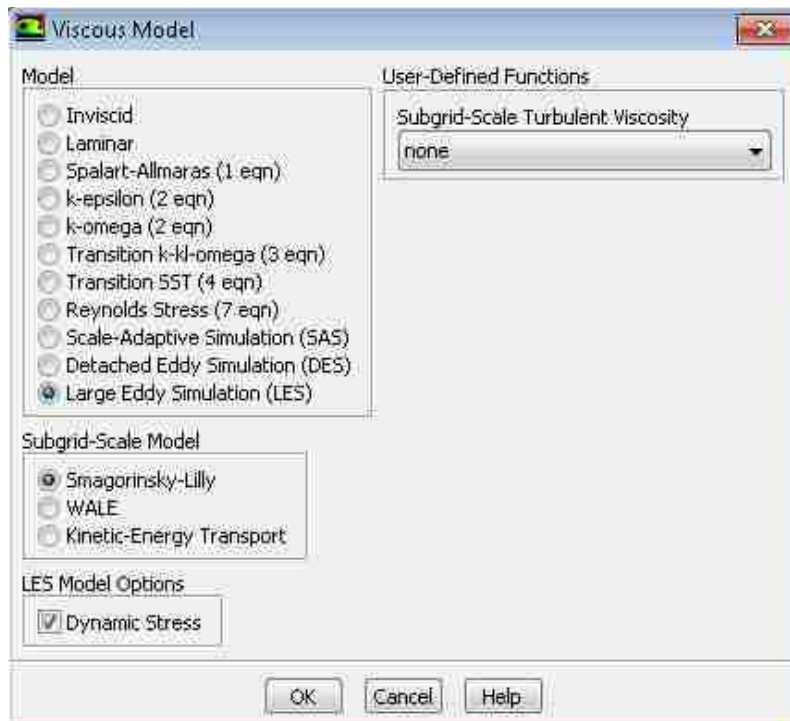 Viscous Model
Model
Inviscid
Laminar
Spalart-Allmaras (1 eqn)
k-epsilon (2 eqn)
k-omega (2 eqn)
Transition k-kl-omega (3 eqn)
Transition SST (4 eqn)
Reynolds Stress (7 eqn)
Scale-Adaptive Simulation (SAS)
Detached Eddy Simulation (DES)
Large Eddy Simulation (LES)
Subgrid-Scale Model
Smagorinsky-Lilly
WALE
Kinetic-Energy Transport
LES Model Options
Dynamic Stress
User-Defined Functions
Subgrid-Scale Turbulent Viscosity
none
OK Cancel Help